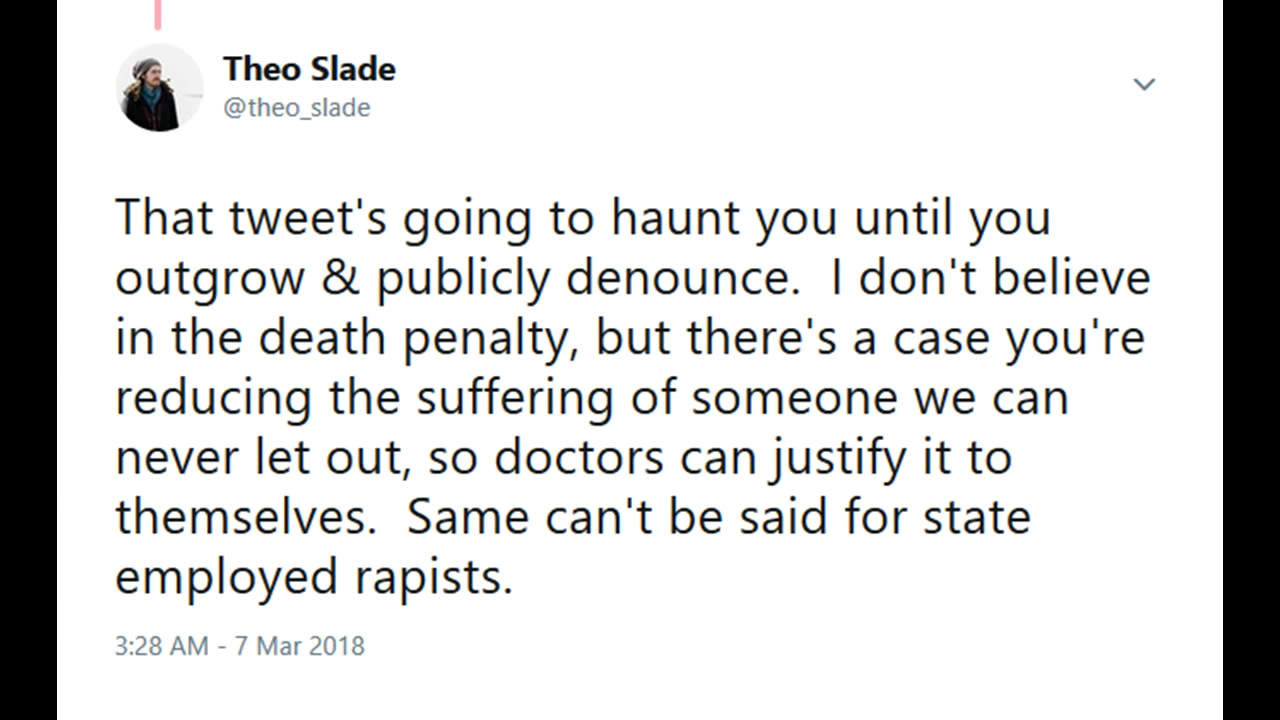 Theo Slade
@theo_slade
That tweet's going to haunt you until you
outgrow & publicly denounce.  I don't believe
in the death penalty, but there's a case you're
reducing the suffering of someone we can
never let out, so doctors can justify it to
themselves.  Same can't be said for state
employed rapists.
3:28 AM - 7 Mar 2018